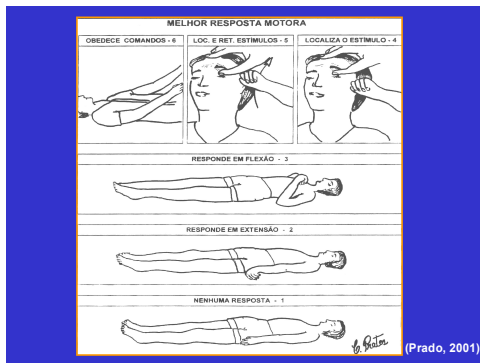 MELHOR RESPOSTA MOTORA
OBEDECE COMANDOS - 6
LOC. E RET. ESTÍMULOS - 5
LOCALIZA O ESTÍMULO - 4
RESPONDE EM FLEXÃO - 3
RESPONDE EM EXTENSÃO - 2
NENHUMA RESPOSTA - 1
(Prado, 2001)